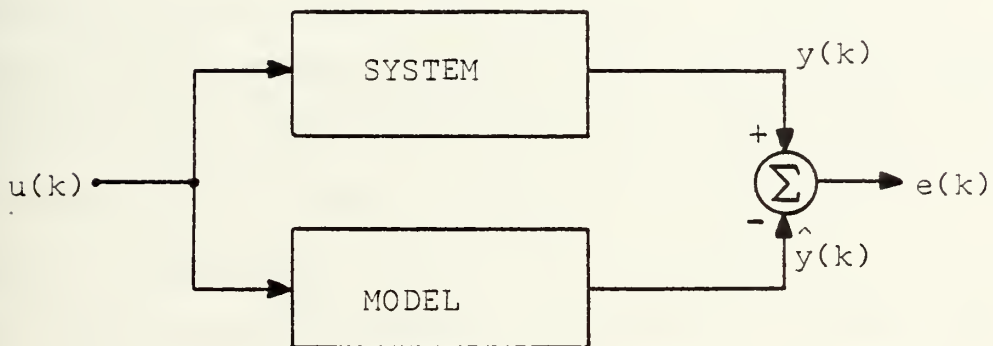 SYSTEM
y(k)
+
u(k)
Σ
e(k)
-
ŷ(k)
MODEL